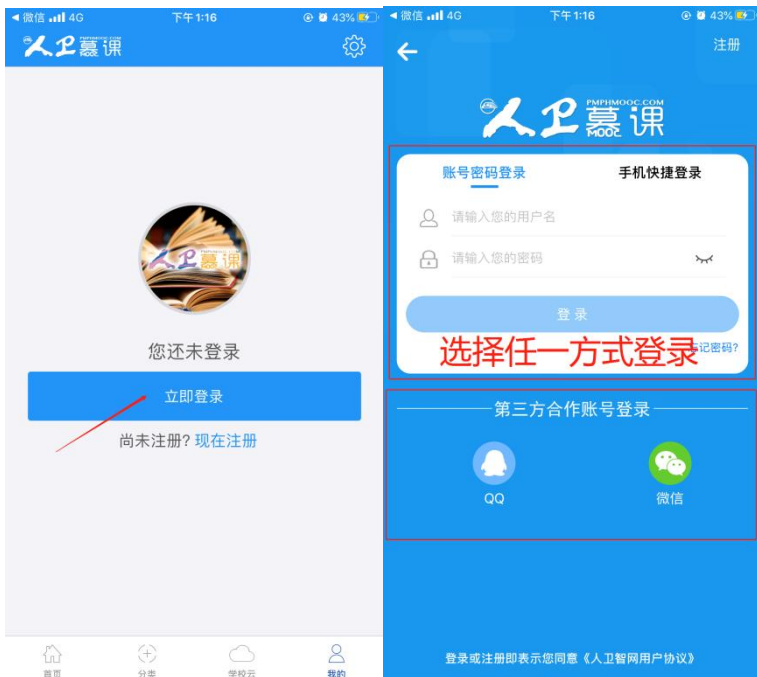 微信 4G
下午1:16
43%
人卫慕课
人卫慕课
您还未登录
立即登录
尚未注册? 现在注册
首页
分类
学校云
我的
微信 4G
下午1:16
43%
注册
PMPHMOOC.COM
人卫慕课
MOOC
账号密码登录
手机快捷登录
请输入您的用户名
请输入您的密码
登 录
忘记密码?
选择任一方式登录
第三方合作账号登录
QQ
微信
登录或注册即表示您同意《人卫智网用户协议》